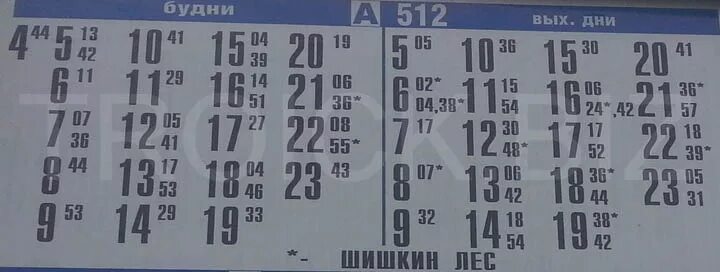 будни A 512 вых. дни
4 44 5 13 42 10 41 15 04 39 20 19 5 05 10 36 15 30 20 41
6 11 11 29 16 14 51 21 06 36* 6 02* 04,38* 11 15 54 16 06 24*,42 21 36* 57
7 07 36 12 05 41 17 27 22 08 55* 7 17 12 30 48* 17 17 52 22 18 39*
8 44 13 17 53 18 04 46 23 43 8 07* 13 06 42 18 36* 44 23 05 31
9 53 14 29 19 33 9 32 14 18 54 19 38* 42
*- ШИШКИН ЛЕС